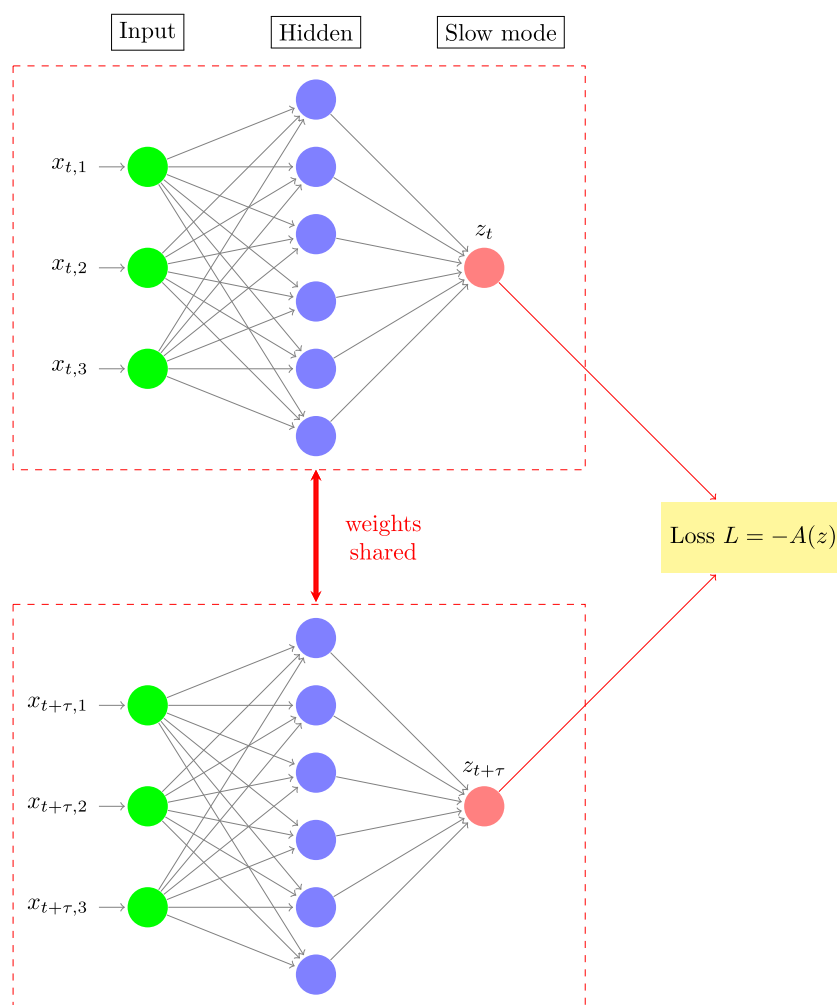 Input Hidden Slow mode
x_{t,1}
z_t
x_{t,2}
x_{t,3}
weights
shared
Loss L = −A(z)
x_{t+τ,1}
z_{t+τ}
x_{t+τ,2}
x_{t+τ,3}